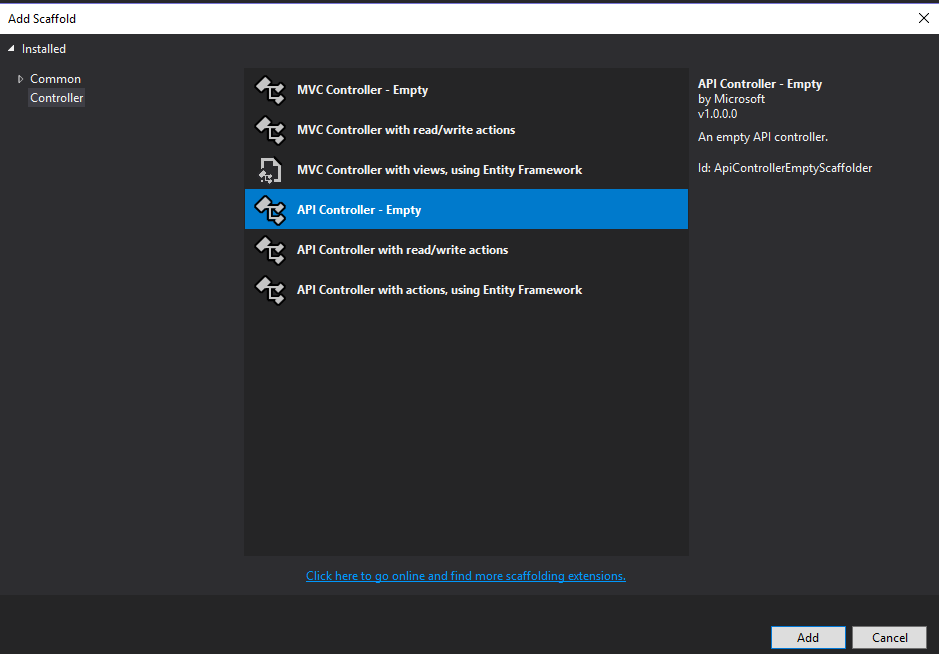 Add Scaffold
Installed
Common
Controller
MVC Controller - Empty
MVC Controller with read/write actions
MVC Controller with views, using Entity Framework
API Controller - Empty
API Controller with read/write actions
API Controller with actions, using Entity Framework
API Controller - Empty
by Microsoft
v1.0.0.0
An empty API controller.
Id: ApiControllerEmptyScaffolder
Click here to go online and find more scaffolding extensions.
Add
Cancel